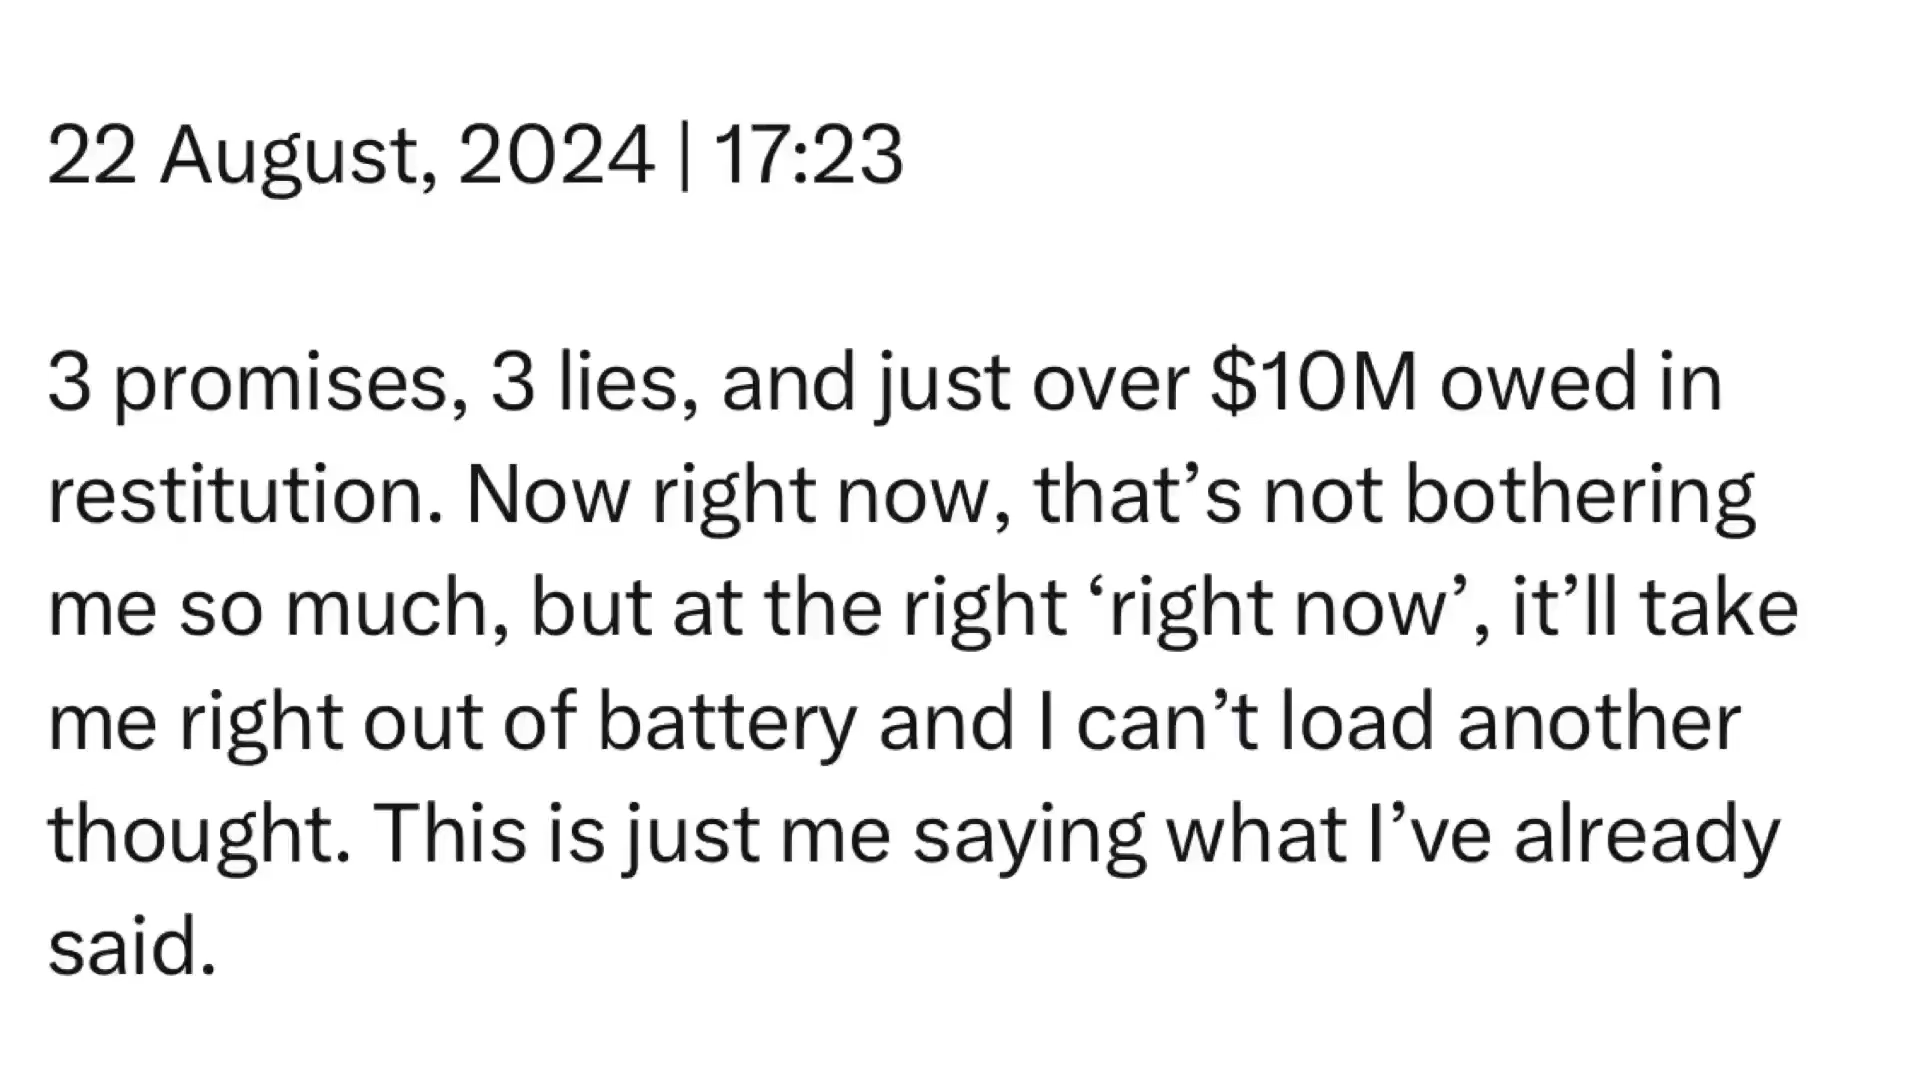 22 August, 2024 | 17:23
3 promises, 3 lies, and just over $10M owed in
restitution. Now right now, that’s not bothering
me so much, but at the right ‘right now’, it’ll take
me right out of battery and I can’t load another
thought. This is just me saying what I’ve already
said.